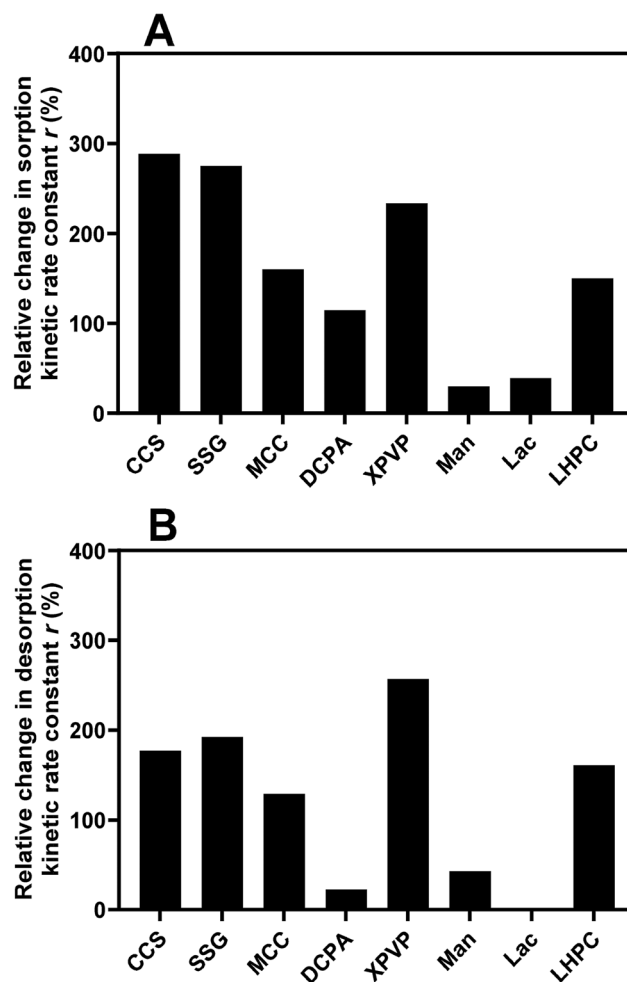 A
Relative change in sorption
kinetic rate constant r (%)
400
300
200
100
0
CCS
SSG
MCC
DCPA
XPVP
Man
Lac
LHPC
B
Relative change in desorption
kinetic rate constant r (%)
400
300
200
100
0
CCS
SSG
MCC
DCPA
XPVP
Man
Lac
LHPC